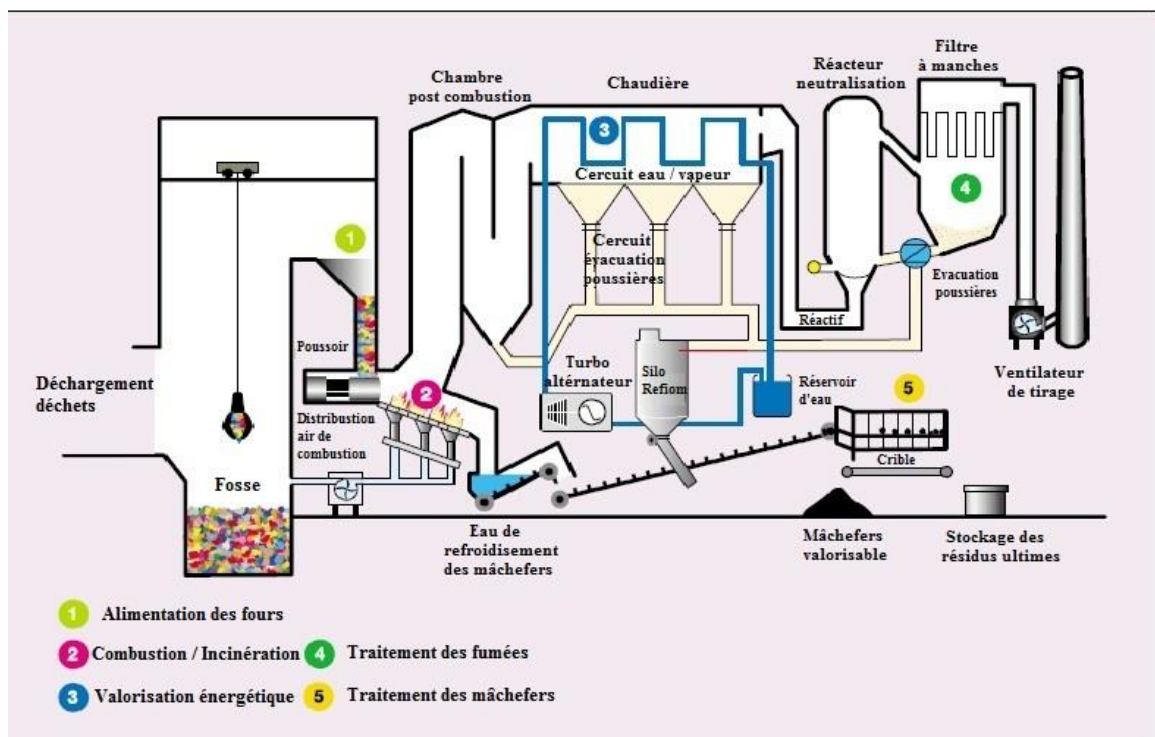 Filtre
à manches
Réacteur
neutralisation
Chambre
post combustion
Chaudière
3
Cercuit eau / vapeur
4
1
Cercuit
évacuation
poussières
Evacuation
poussières
Réactif
Poussoir
Turbo
altérnateur
Silo
Refiom
Réservoir
d'eau
5
Ventilateur
de tirage
Déchargement
déchets
2
Distribustion
air de
combustion
Crible
Fosse
Eau de
refroidisement
des mâchefers
Mâchefers
valorisable
Stockage des
résidus ultimes
1 Alimentation des fours
2 Combustion / Incinération 4 Traitement des fumées
3 Valorisation énergétique 5 Traitement des mâchefers